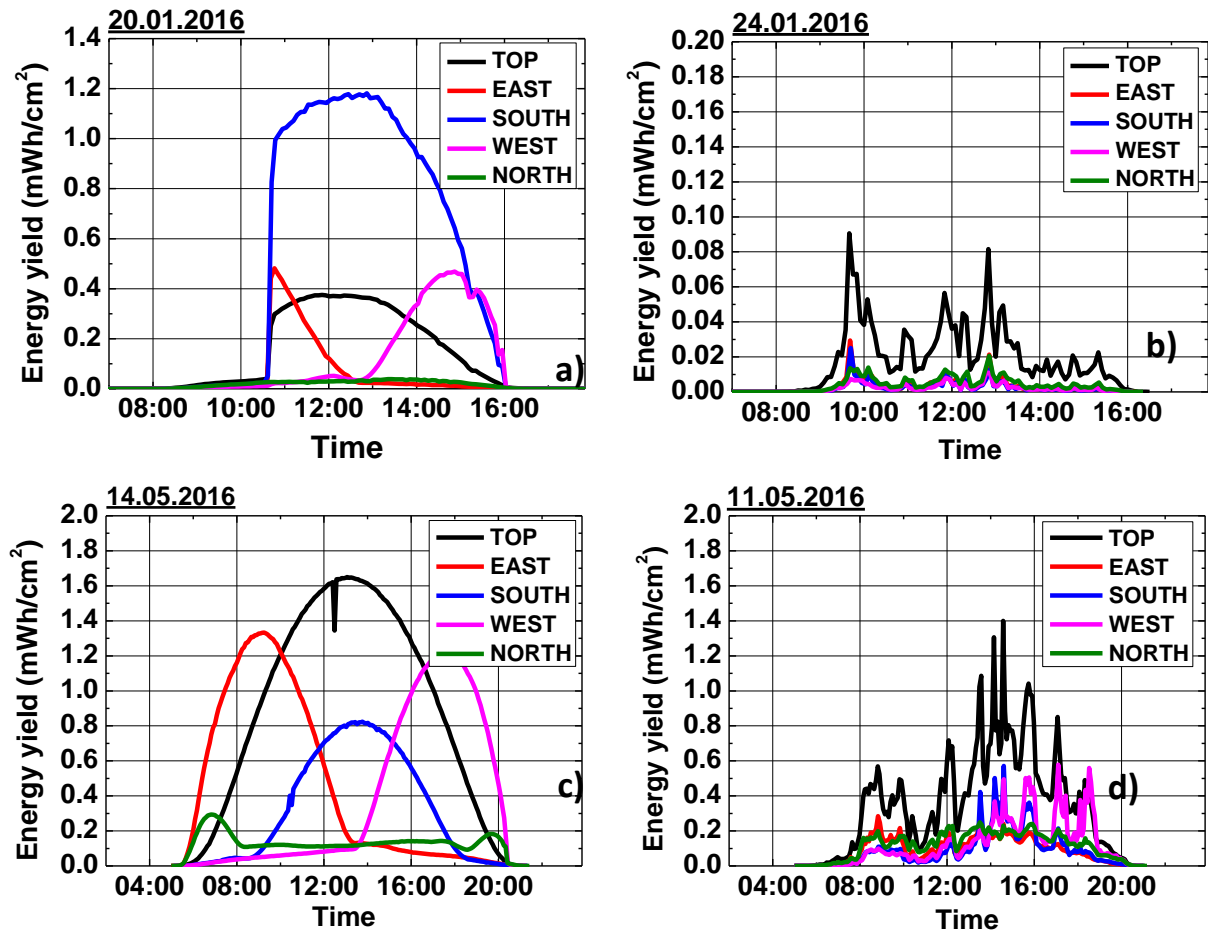 20.01.2016
Energy yield (mWh/cm²)
1.4
1.2
1.0
0.8
0.6
0.4
0.2
0.0
TOP
EAST
SOUTH
WEST
NORTH
a)
08:00 10:00 12:00 14:00 16:00
Time
24.01.2016
Energy yield (mWh/cm²)
0.20
0.18
0.16
0.14
0.12
0.10
0.08
0.06
0.04
0.02
0.00
TOP
EAST
SOUTH
WEST
NORTH
b)
08:00 10:00 12:00 14:00 16:00
Time
14.05.2016
Energy yield (mWh/cm²)
2.0
1.8
1.6
1.4
1.2
1.0
0.8
0.6
0.4
0.2
0.0
TOP
EAST
SOUTH
WEST
NORTH
c)
04:00 08:00 12:00 16:00 20:00
Time
11.05.2016
Energy yield (mWh/cm²)
2.0
1.8
1.6
1.4
1.2
1.0
0.8
0.6
0.4
0.2
0.0
TOP
EAST
SOUTH
WEST
NORTH
d)
04:00 08:00 12:00 16:00 20:00
Time